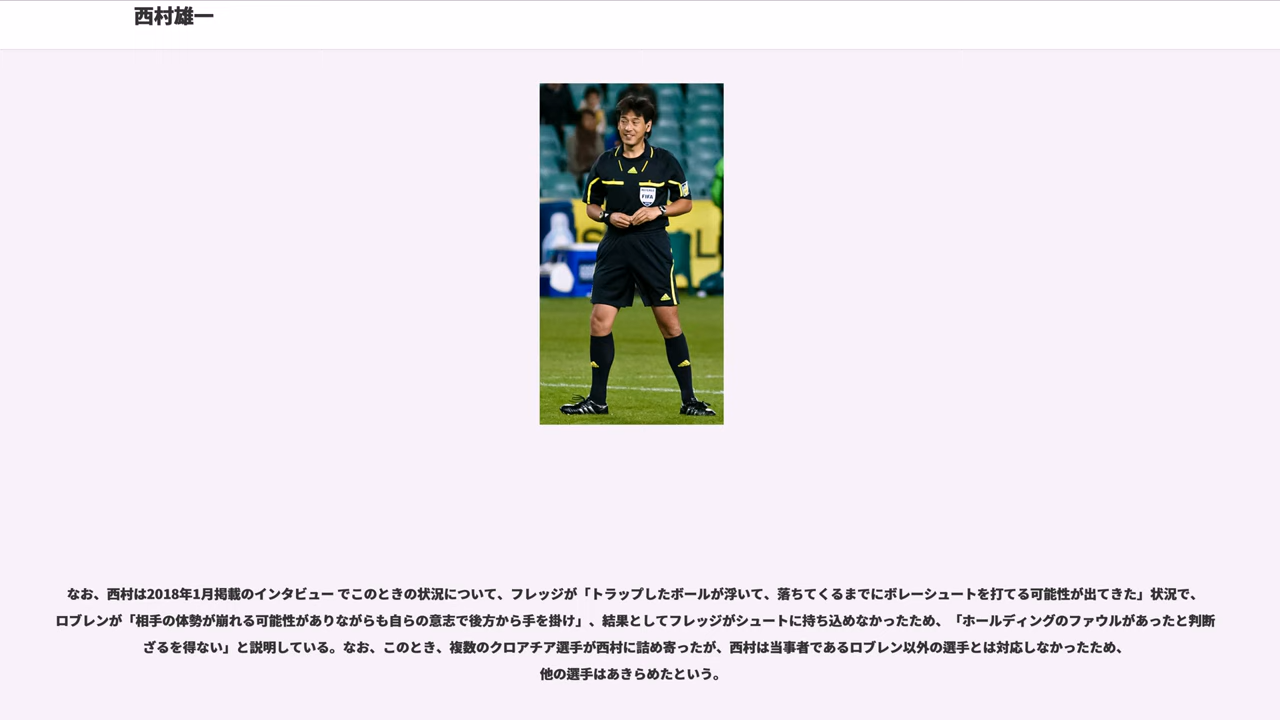 西村雄一
FIFA
なお、西村は2018年1月掲載のインタビュー でこのときの状況について、フレッジが「トラップしたボールが浮いて、落ちてくるまでにボレーシュートを打てる可能性が出てきた」状況で、
ロブレンが「相手の体勢が崩れる可能性がありながらも自らの意志で後方から手を掛け」、結果としてフレッジがシュートに持ち込めなかったため、「ホールディングのファウルがあったと判断
ざるを得ない」と説明している。なお、このとき、複数のクロアチア選手が西村に詰め寄ったが、西村は当事者であるロブレン以外の選手とは対応しなかったため、
他の選手はあきらめたという。